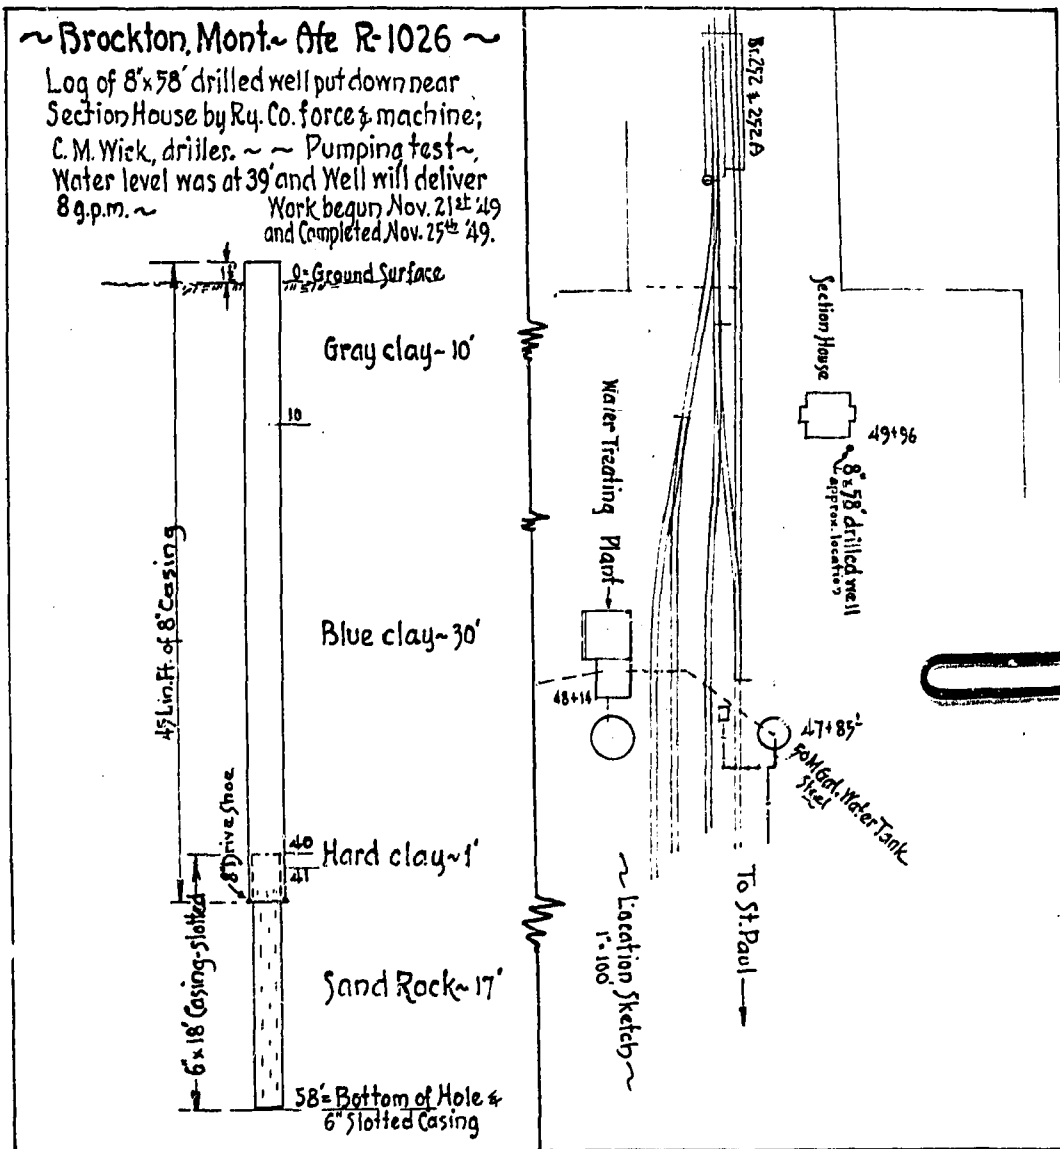 ~ Brockton, Mont. ~ Afe R-1026 ~
Log of 8"x58' drilled well put down near
Section House by Ry. Co. force & machine;
C. M. Wick, driller. ~ ~ Pumping test ~,
Water level was at 39' and Well will deliver
8 g.p.m. ~
Work begun Nov. 21st '49
and Completed Nov. 25th '49.
0 = Ground Surface
Gray clay ~ 10'
10
45 Lin. Ft. of 8" Casing
Blue clay ~ 30'
8" Drive Shoe
40
Hard clay ~ 1'
41
6" x 18' Casing-slotted
Sand Rock ~ 17'
58' = Bottom of Hole &
6" Slotted Casing
Br. 252 & 252A
Section House
49+96
8" x 58' drilled well
approx. location
Water Treating Plant
48+14
47+85±
50M Gal. Water Tank
Steel
To St. Paul
~ Location Sketch ~
1" = 100'